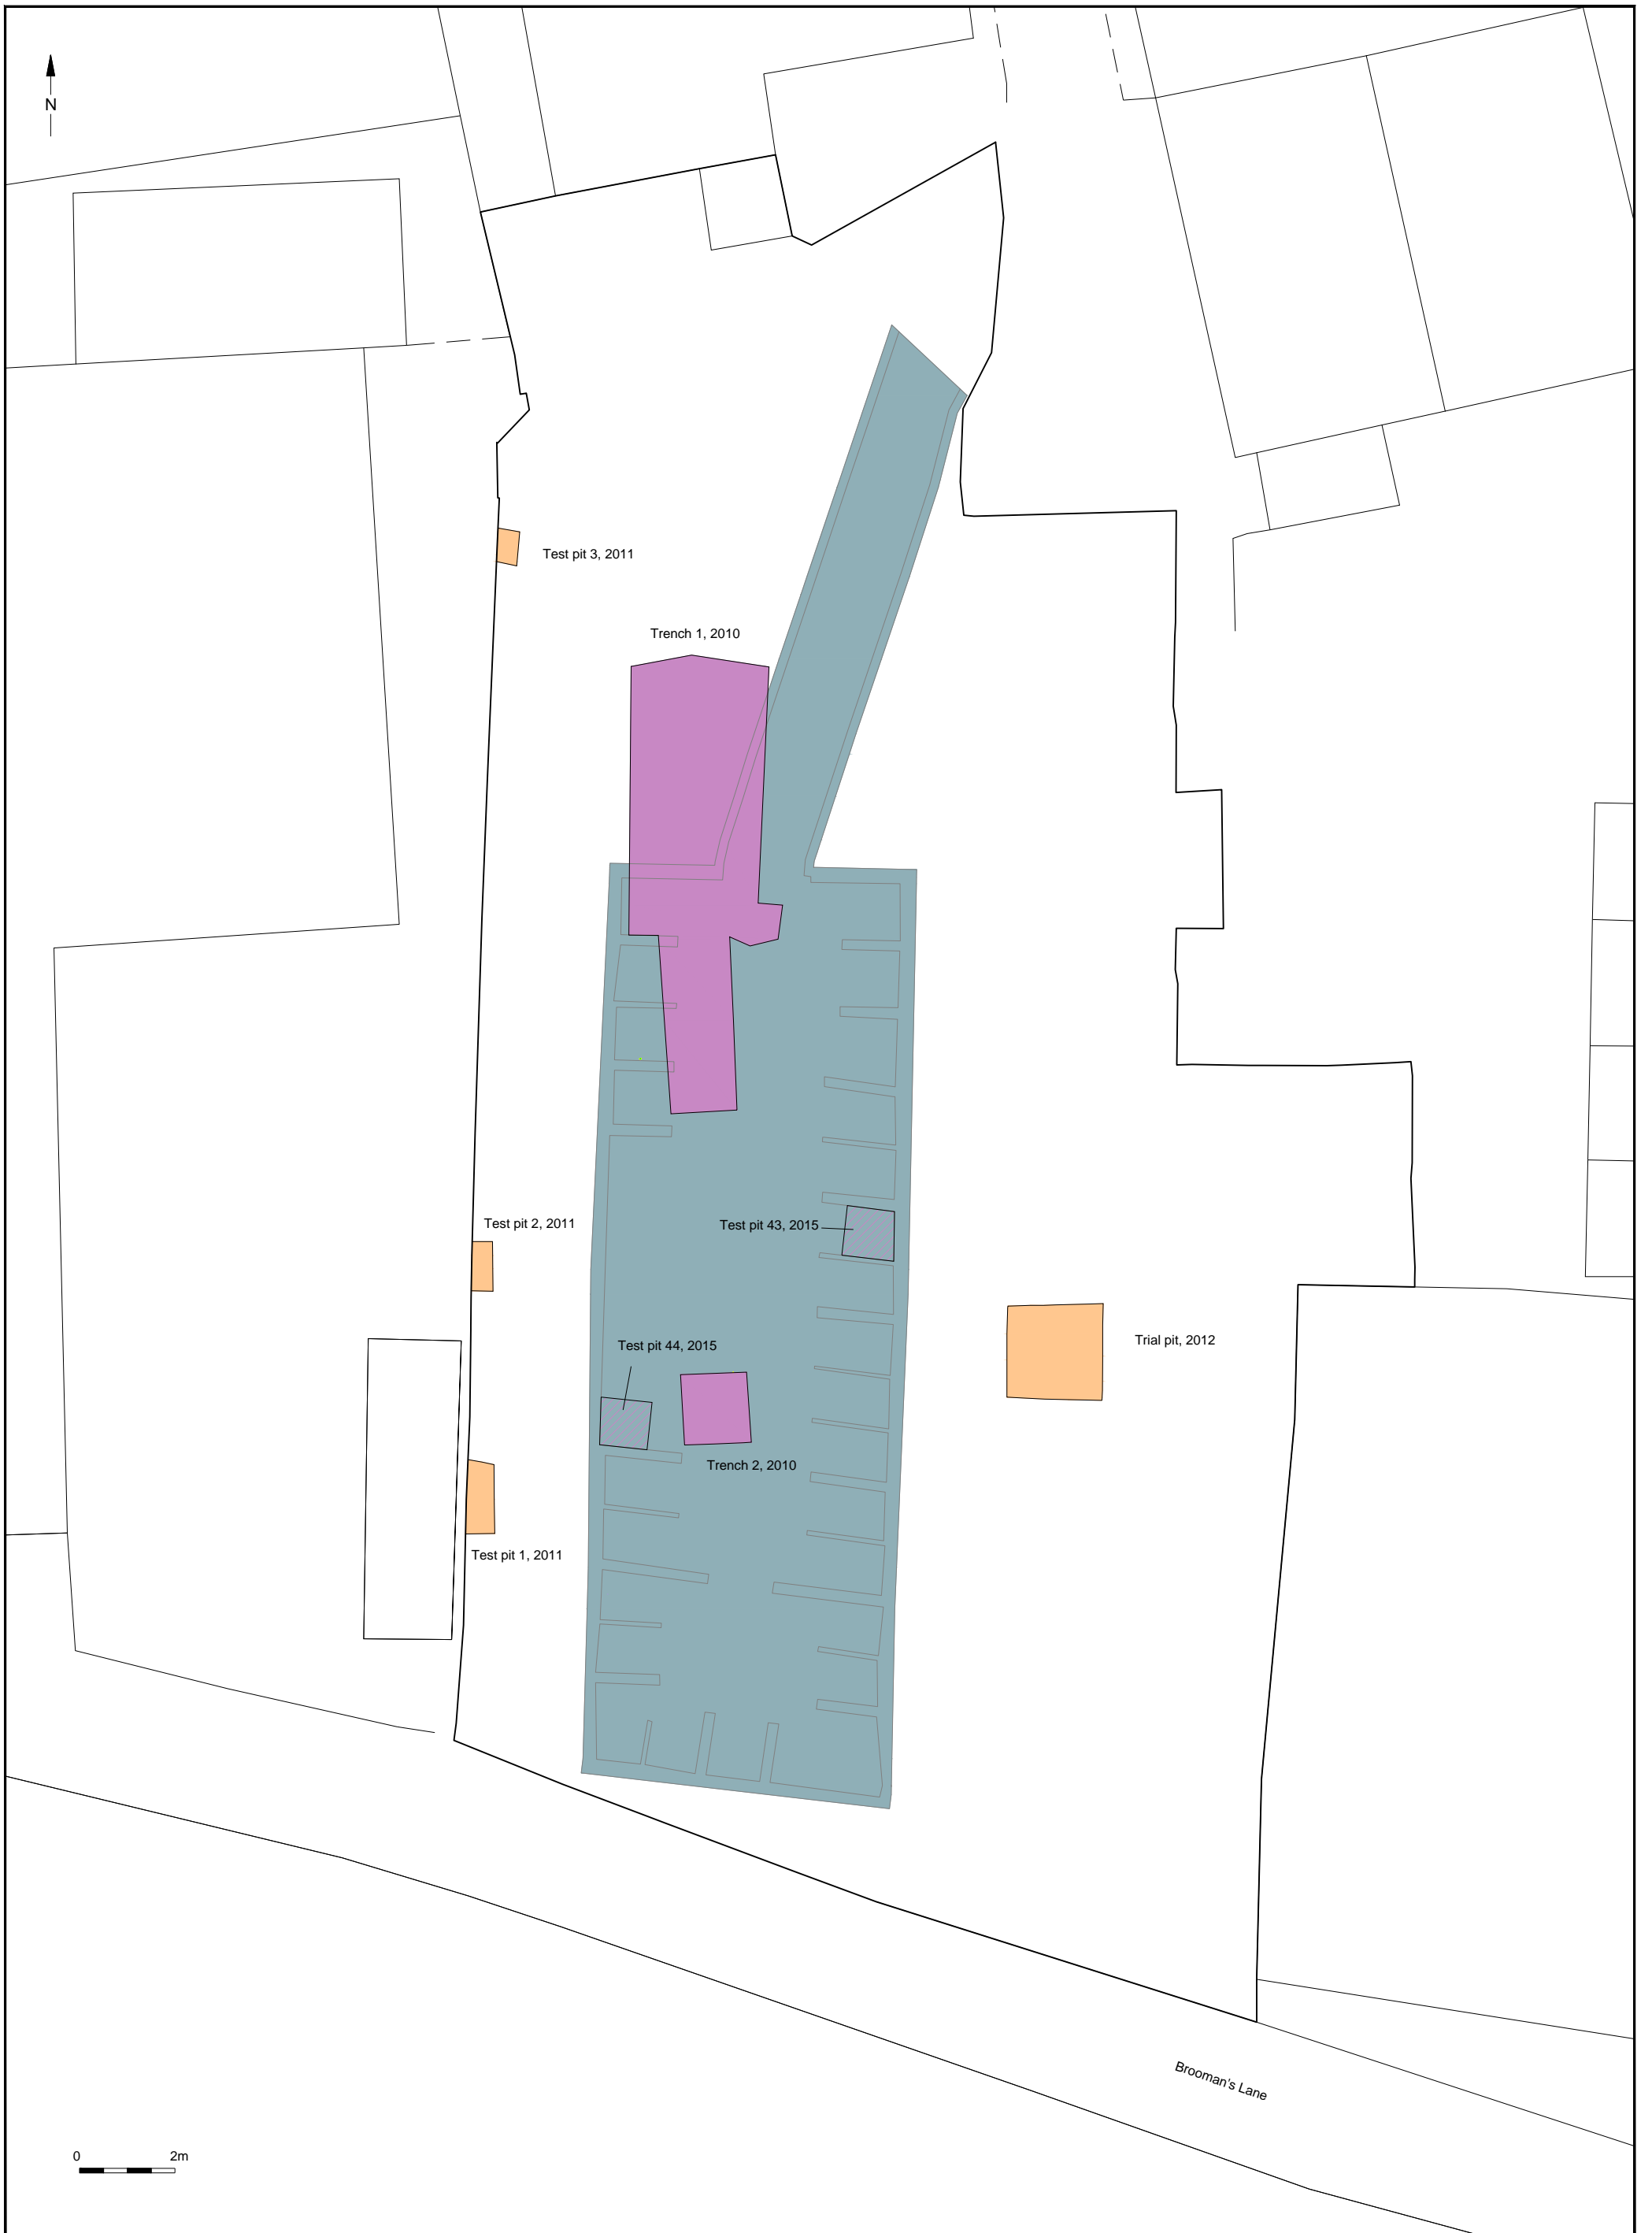 N
Test pit 3, 2011
Trench 1, 2010
Test pit 2, 2011
Test pit 43, 2015
Test pit 44, 2015
Trial pit, 2012
Trench 2, 2010
Test pit 1, 2011
Brooman's Lane
0 2m